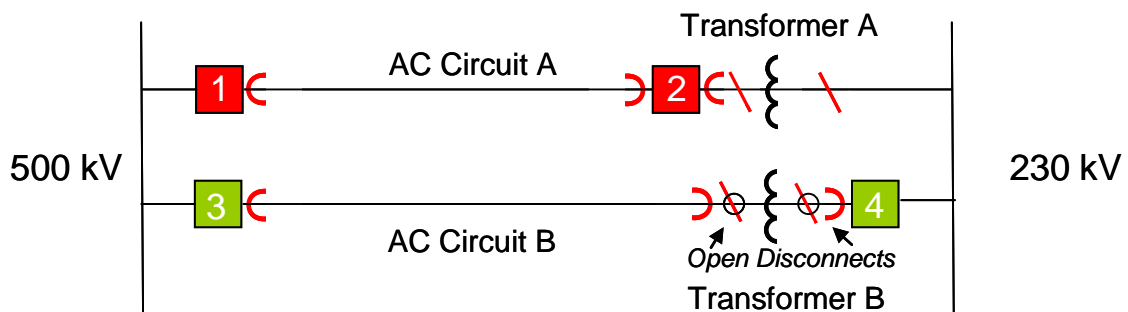 Transformer A
AC Circuit A
1
2
500 kV
230 kV
3
4
AC Circuit B
Open Disconnects
Transformer B